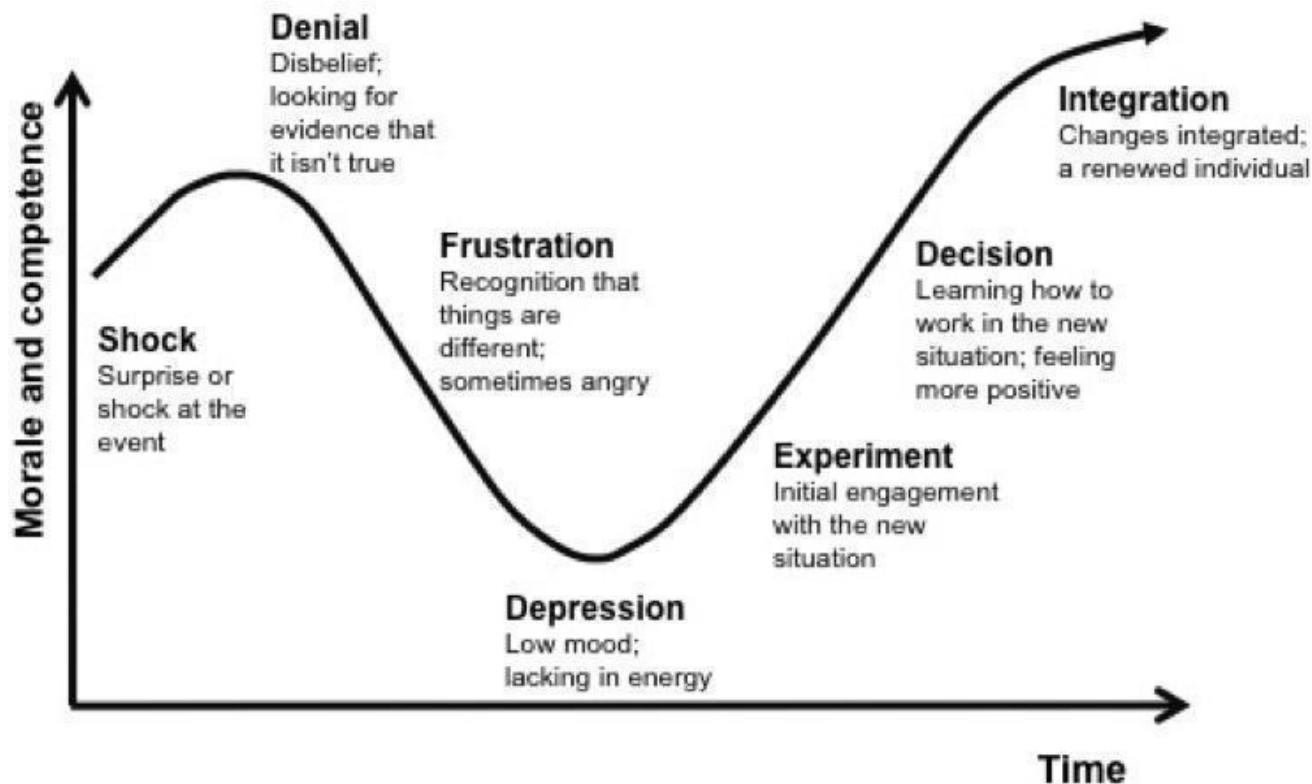 Denial
Disbelief;
looking for
evidence that
it isn't true
Integration
Changes integrated;
a renewed individual
Morale and competence
Frustration
Recognition that
things are
different;
sometimes angry
Decision
Learning how to
work in the new
situation; feeling
more positive
Shock
Surprise or
shock at the
event
Experiment
Initial engagement
with the new
situation
Depression
Low mood;
lacking in energy
Time